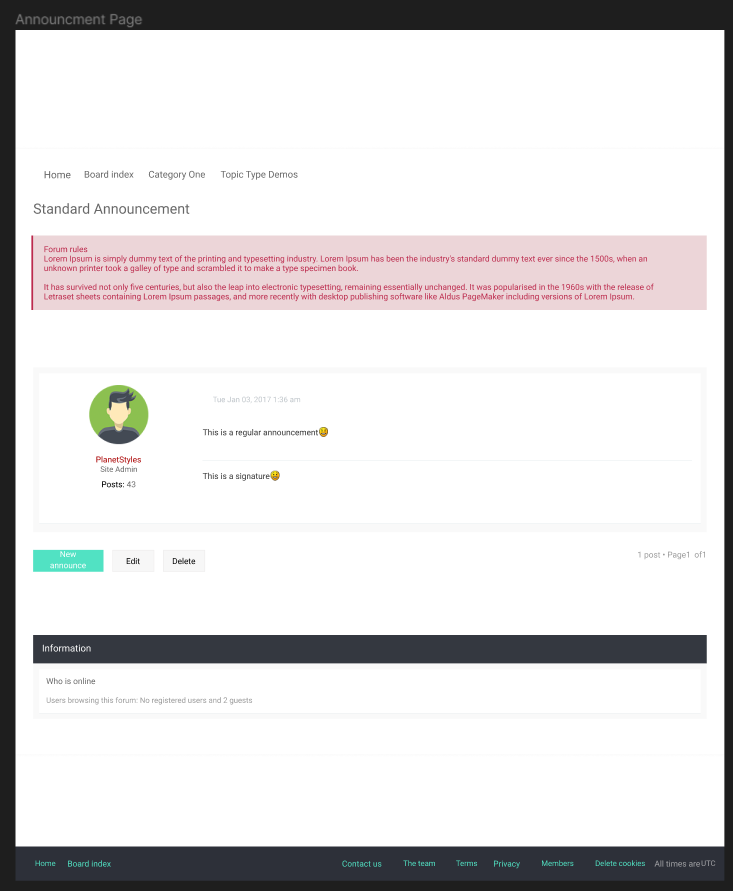 Announcment Page
Home Board index Category One Topic Type Demos
Standard Announcement
Forum rules
Lorem Ipsum is simply dummy text of the printing and typesetting industry. Lorem Ipsum has been the industry's standard dummy text ever since the 1500s, when an
unknown printer took a galley of type and scrambled it to make a type specimen book.
It has survived not only five centuries, but also the leap into electronic typesetting, remaining essentially unchanged. It was popularised in the 1960s with the release of
Letraset sheets containing Lorem Ipsum passages, and more recently with desktop publishing software like Aldus PageMaker including versions of Lorem Ipsum.
Tue Jan 03, 2017 1:36 am
This is a regular announcement
PlanetStyles
Site Admin
Posts: 43
This is a signature
New
announce
Edit
Delete
1 post • Page1 of1
Information
Who is online
Users browsing this forum: No registered users and 2 guests
Home Board index Contact us The team Terms Privacy Members Delete cookies All times are UTC